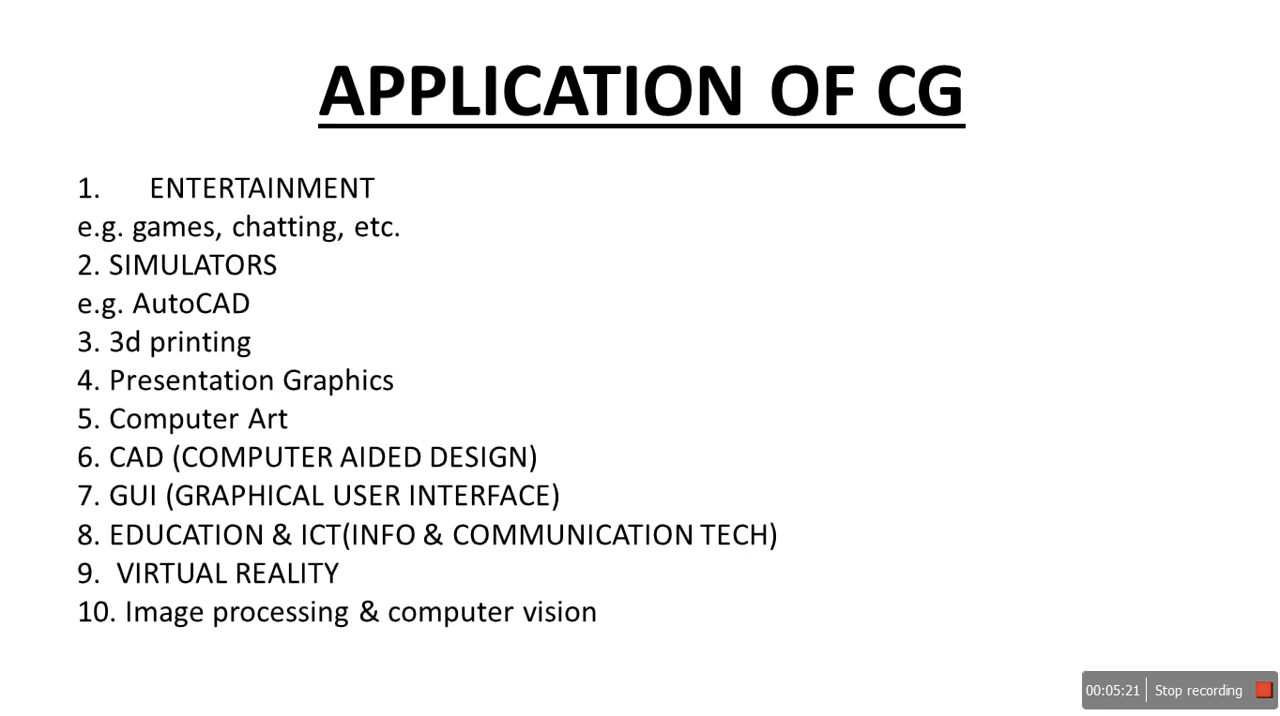 APPLICATION OF CG
1. ENTERTAINMENT
e.g. games, chatting, etc.
2. SIMULATORS
e.g. AutoCAD
3. 3d printing
4. Presentation Graphics
5. Computer Art
6. CAD (COMPUTER AIDED DESIGN)
7. GUI (GRAPHICAL USER INTERFACE)
8. EDUCATION & ICT(INFO & COMMUNICATION TECH)
9. VIRTUAL REALITY
10. Image processing & computer vision
00:05:21 Stop recording